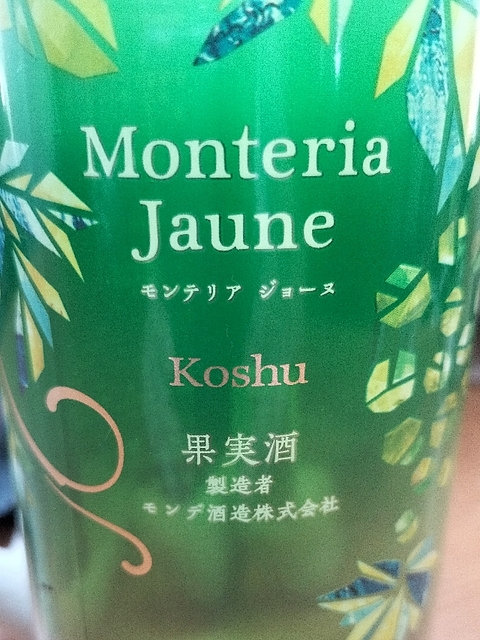 Monteria
Jaune
モンテリア ジョーヌ
Koshu
果実酒
製造者
モンデ酒造株式会社